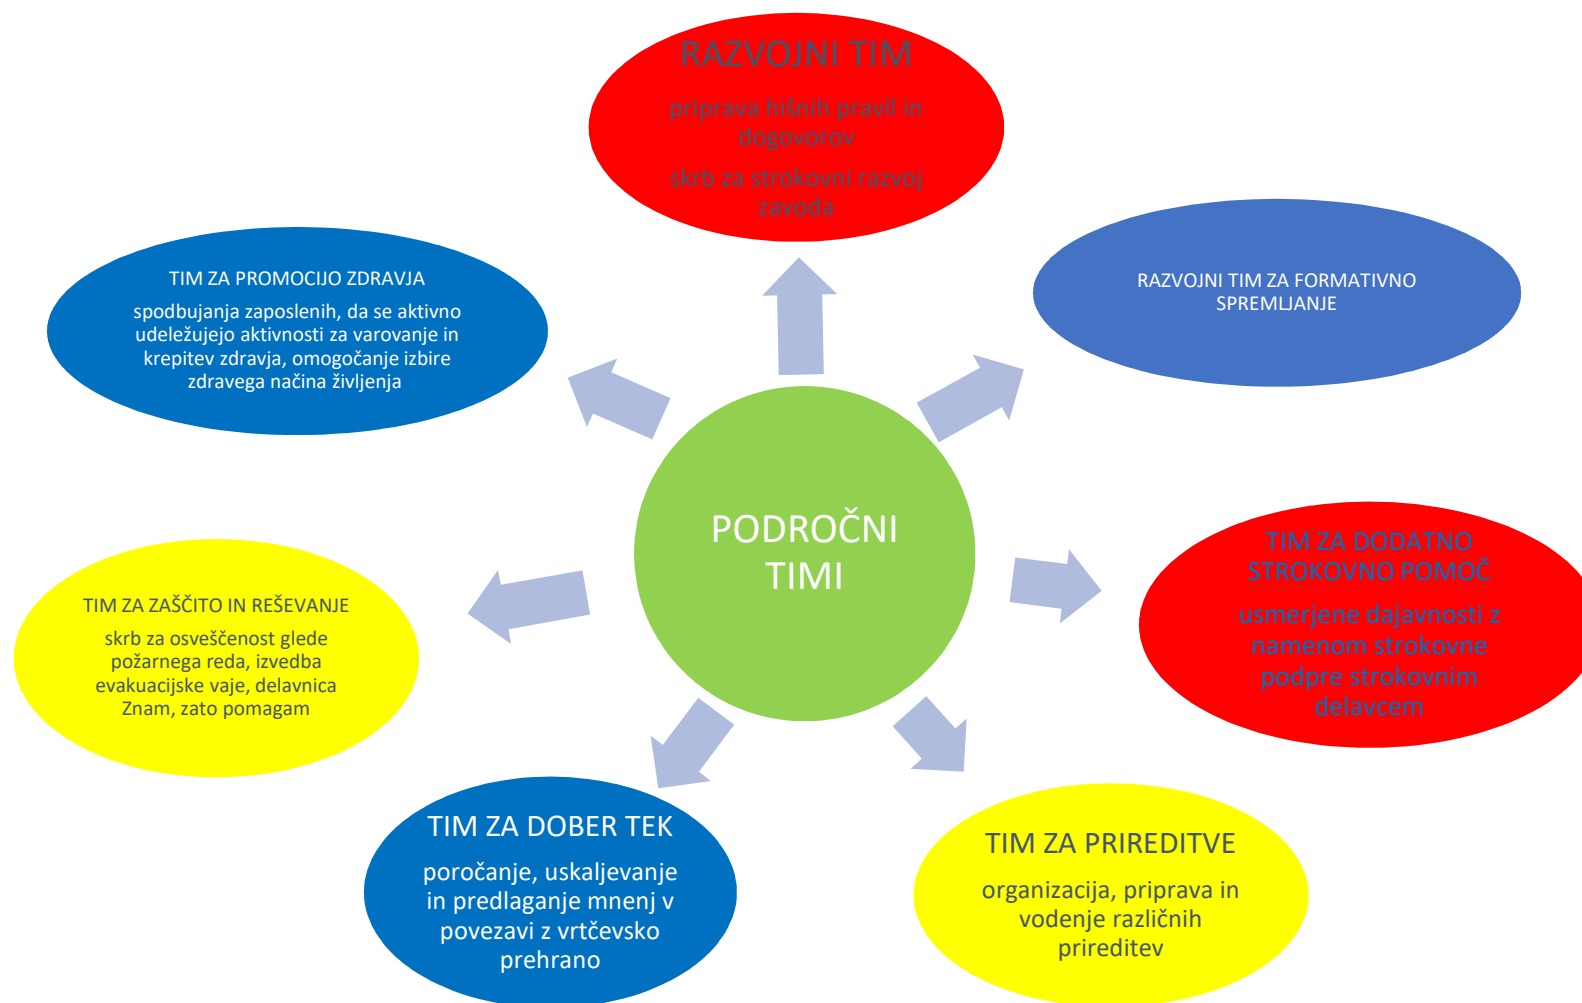 RAZVOJNI TIM
priprava hišnih pravil in
dogovorov
skrb za strokovni razvoj
zavoda
RAZVOJNI TIM ZA FORMATIVNO
SPREMLJANJE
TIM ZA DODATNO
STROKOVNO POMOČ
usmerjene dajavnosti z
namenom strokovne
podpre strokovnim
delavcem
TIM ZA PRIREDITVE
organizacija, priprava in
vodenje različnih
prireditev
TIM ZA DOBER TEK
poročanje, uskaljevanje
in predlaganje mnenj v
povezavi z vrtčevsko
prehrano
TIM ZA ZAŠČITO IN REŠEVANJE
skrb za osveščenost glede
požarnega reda, izvedba
evakuacijske vaje, delavnica
Znam, zato pomagam
TIM ZA PROMOCIJO ZDRAVJA
spodbujanja zaposlenih, da se aktivno
udeležujejo aktivnosti za varovanje in
krepitev zdravja, omogočanje izbire
zdravega načina življenja
PODROČNI
TIMI